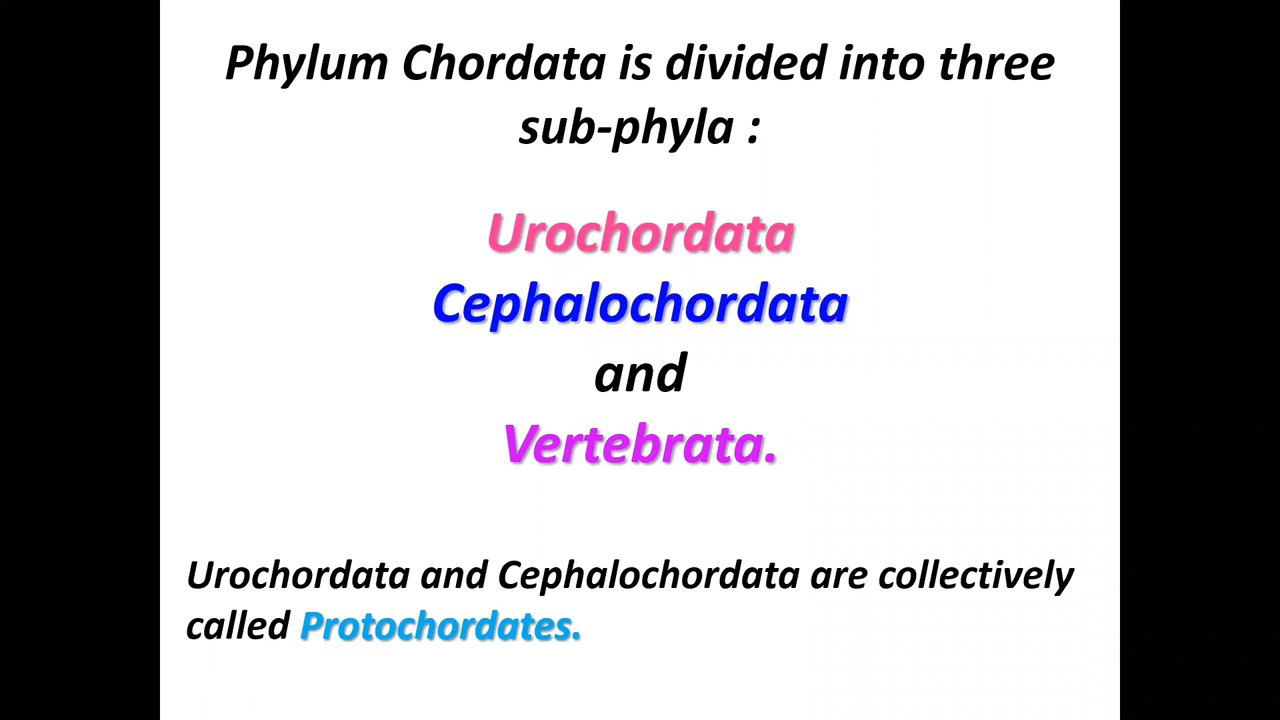 Phylum Chordata is divided into three
sub-phyla :
Urochordata
Cephalochordata
and
Vertebrata.
Urochordata and Cephalochordata are collectively
called Protochordates.